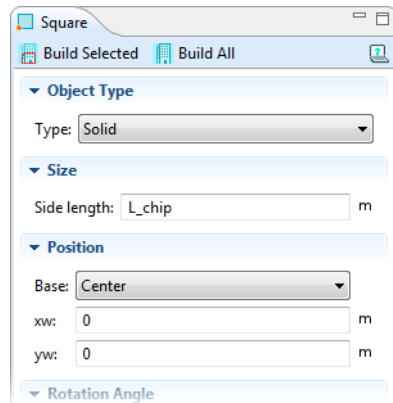 Square
Build Selected Build All
Object Type
Type: Solid
Size
Side length: L_chip m
Position
Base: Center
xw: 0 m
yw: 0 m
Rotation Angle